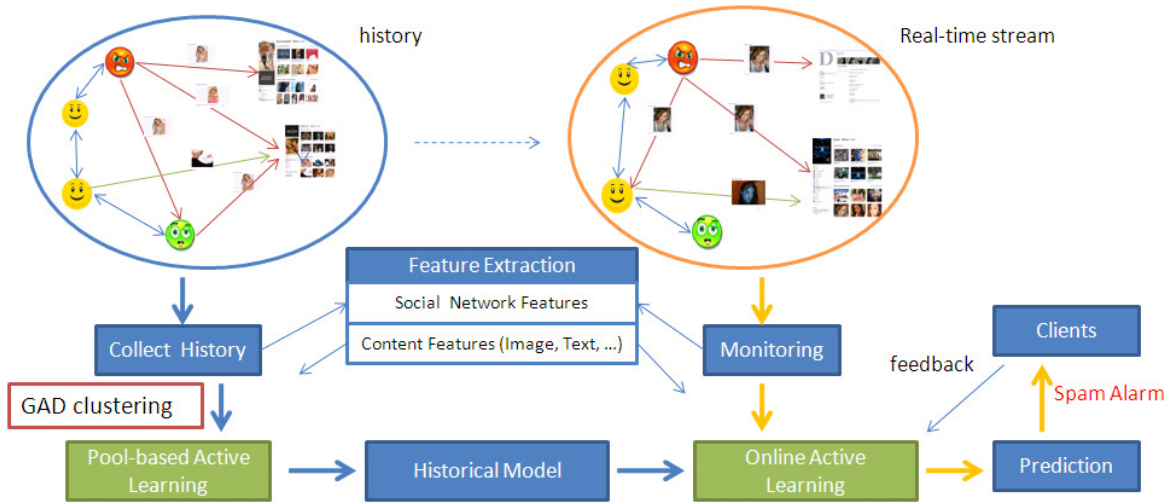 history
Real-time stream
D
Feature Extraction
Social Network Features
Content Features (Image, Text, ...)
Collect History
Monitoring
Clients
feedback
Spam Alarm
GAD clustering
Pool-based Active
Learning
Historical Model
Online Active
Learning
Prediction